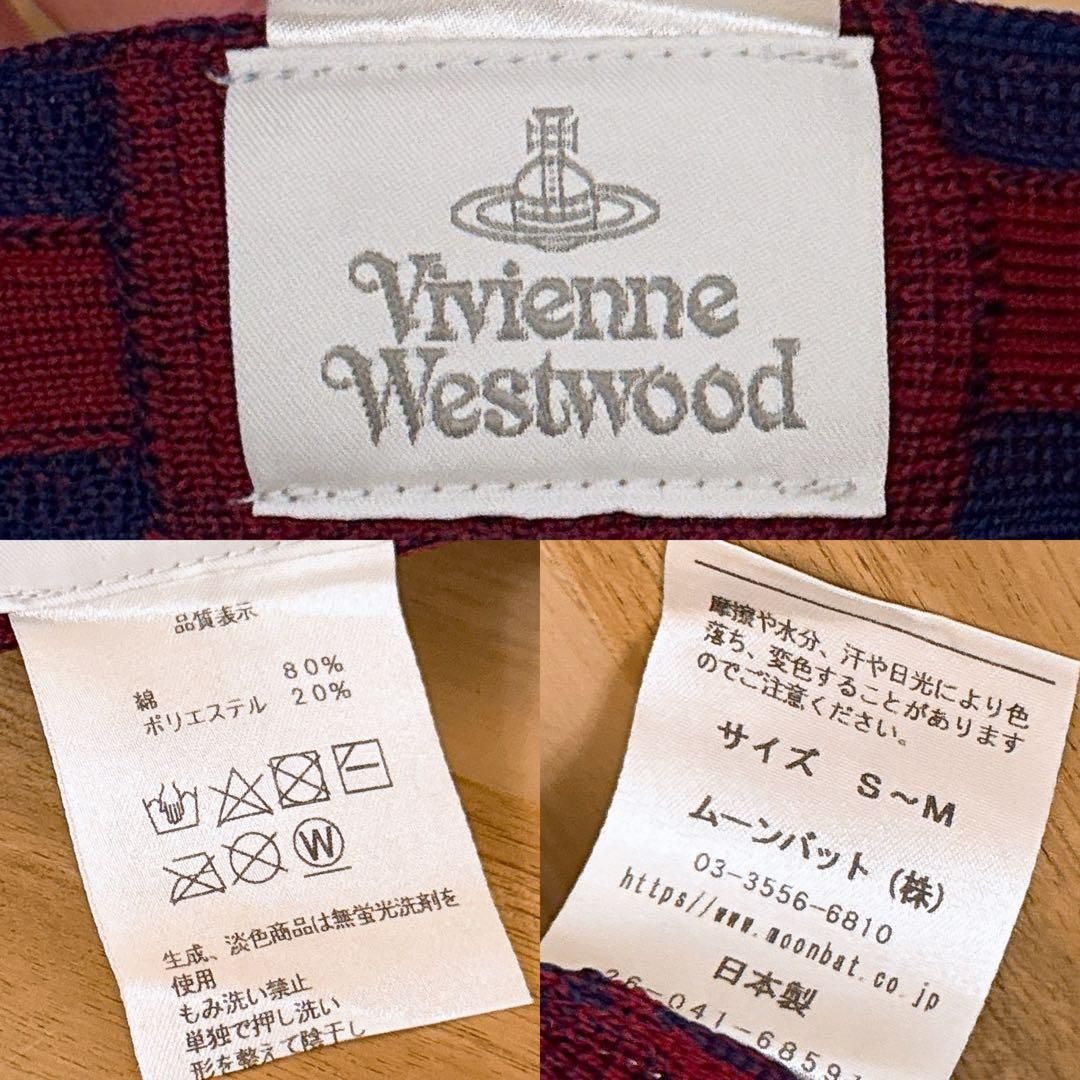 Vivienne
Westwood
品質表示
綿 80%
ポリエステル 20%
W
生成、淡色商品は無蛍光洗剤を
使用
もみ洗い禁止
単独で押し洗い
形を整えて陰干し
摩擦や水分、汗や日光により色
落ち、変色することがあります
のでご注意ください。
サイズ S~M
ムーンバット(株)
03-3556-6810
https//www.moonbat.co.jp
日本製
26-041-6859